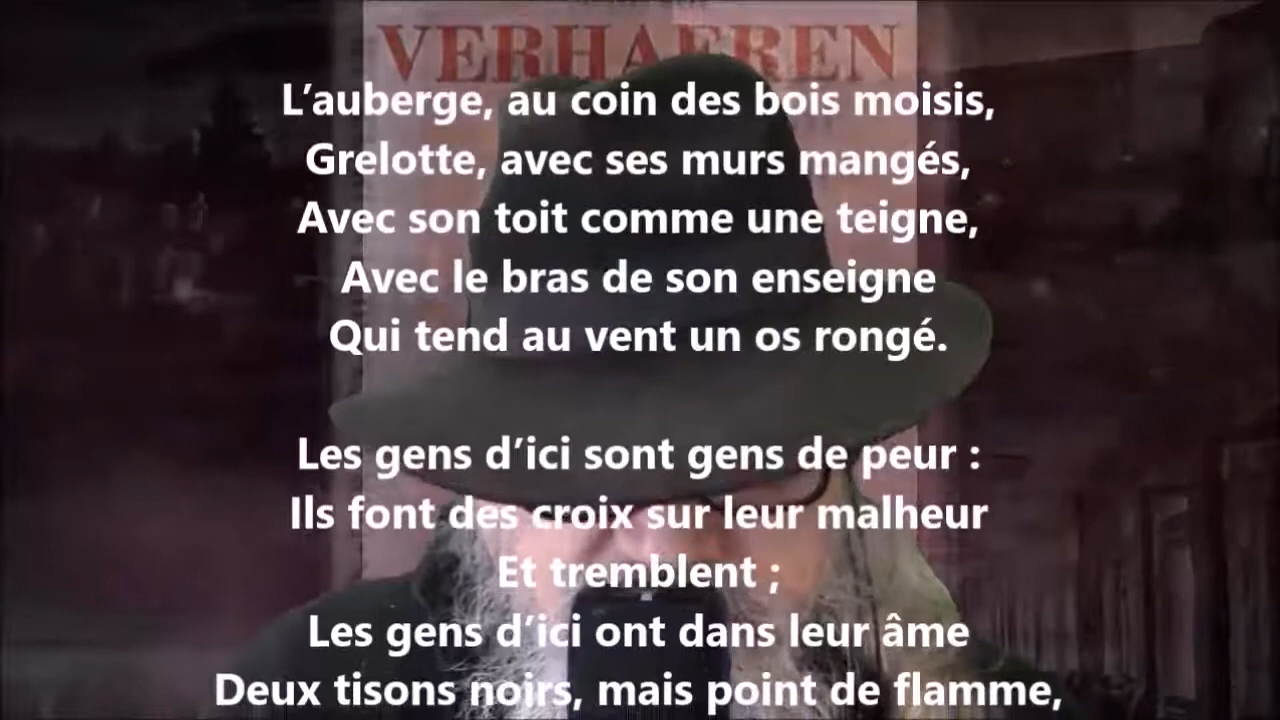 VERHAEREN
L’auberge, au coin des bois moisis,
Grelotte, avec ses murs mangés,
Avec son toit comme une teigne,
Avec le bras de son enseigne
Qui tend au vent un os rongé.
Les gens d’ici sont gens de peur :
Ils font des croix sur leur malheur
Et tremblent ;
Les gens d’ici ont dans leur âme
Deux tisons noirs, mais point de flamme,